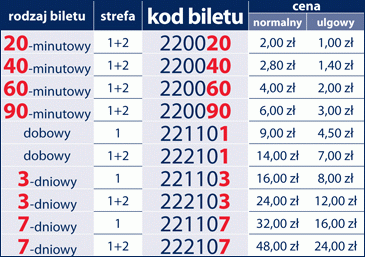 rodzaj biletu strefa kod biletu cena
normalny ulgowy
20-minutowy 1+2 220020 2,00 zł 1,00 zł
40-minutowy 1+2 220040 2,80 zł 1,40 zł
60-minutowy 1+2 220060 4,00 zł 2,00 zł
90-minutowy 1+2 220090 6,00 zł 3,00 zł
dobowy 1 221101 9,00 zł 4,50 zł
dobowy 1+2 222101 14,00 zł 7,00 zł
3-dniowy 1 221103 16,00 zł 8,00 zł
3-dniowy 1+2 222103 24,00 zł 12,00 zł
7-dniowy 1 221107 32,00 zł 16,00 zł
7-dniowy 1+2 222107 48,00 zł 24,00 zł